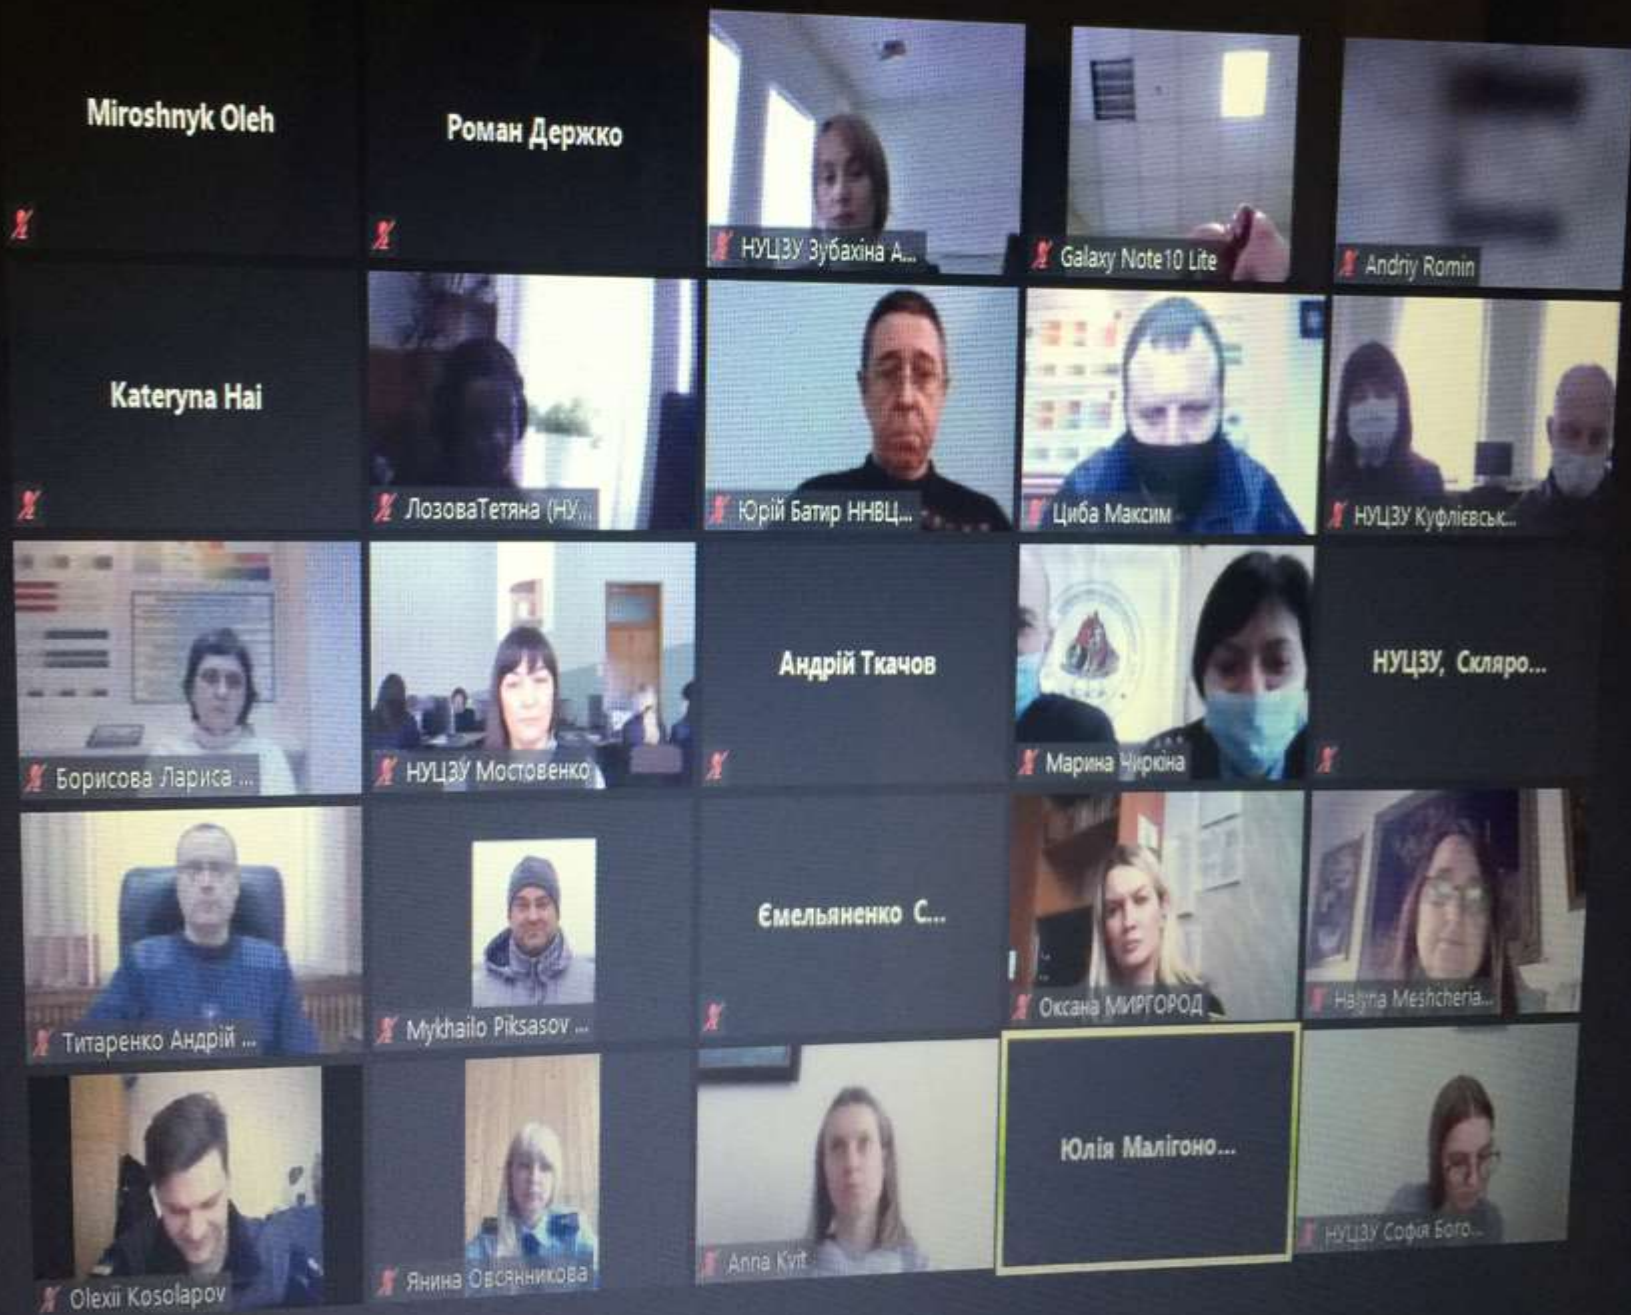 Miroshnyk Oleh
Роман Держко
НУЦЗУ Зубахіна А...
Galaxy Note10 Lite
Andriy Romin
Kateryna Hai
ЛозоваТетяна (НУ...
Юрій Батир ННВЦ...
Циба Максим
НУЦЗУ Куфлієвськ...
Борисова Лариса ...
НУЦЗУ Мостовенко
Андрій Ткачов
Марина Чиркіна
НУЦЗУ, Скляро...
Титаренко Андрій ...
Mykhailo Piksasov ...
Ємельяненко С...
Оксана МИРГОРОД
Halyna Meshcheria...
Olexii Kosolapov
Янина Овсянникова
Anna Kvit
Юлія Малігоно...
НУЦЗУ Софія Бого...